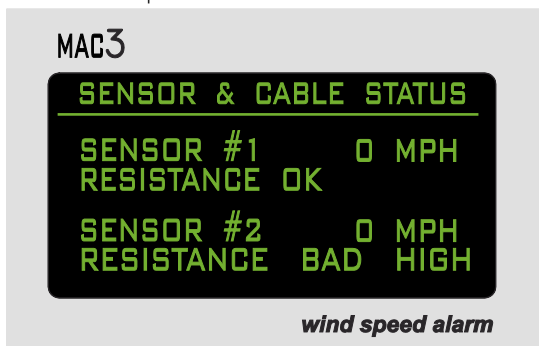 MAC3
SENSOR & CABLE STATUS
SENSOR #1 0 MPH
RESISTANCE OK
SENSOR #2 0 MPH
RESISTANCE BAD HIGH
wind speed alarm